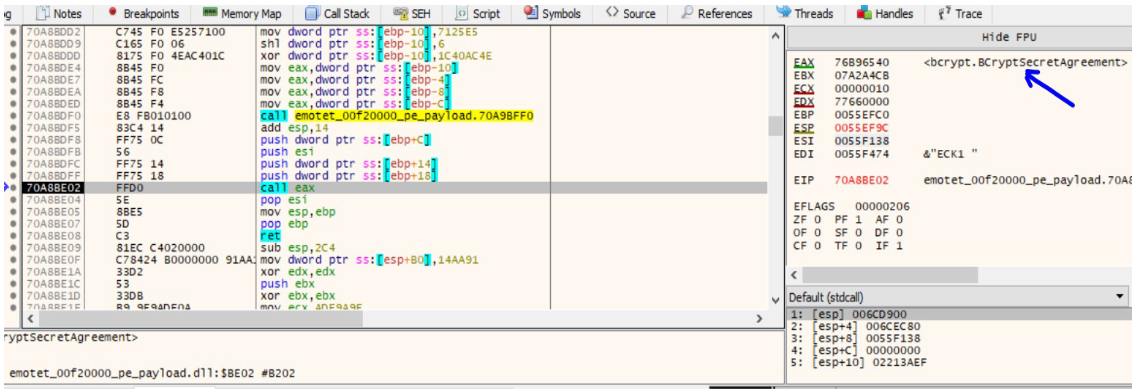 og Notes Breakpoints Memory Map Call Stack SEH Script Symbols Source References Threads Handles Trace
70A8BDD2 C745 F0 E5257100 mov dword ptr ss:[ebp-10],7125E5
70A8BDD9 C165 F0 06 shl dword ptr ss:[ebp-10],6
70A8BDDD 8175 F0 4EAC401C xor dword ptr ss:[ebp-10],1C40AC4E
70A8BDE4 8B45 F0 mov eax,dword ptr ss:[ebp-10]
70A8BDE7 8B45 FC mov eax,dword ptr ss:[ebp-4]
70A8BDEA 8B45 F8 mov eax,dword ptr ss:[ebp-8]
70A8BDED 8B45 F4 mov eax,dword ptr ss:[ebp-C]
70A8BDF0 E8 FB010100 call emotet_00f20000_pe_payload.70A9BFF0
70A8BDF5 83C4 14 add esp,14
70A8BDF8 FF75 0C push dword ptr ss:[ebp+C]
70A8BDFB 56 push esi
70A8BDFC FF75 14 push dword ptr ss:[ebp+14]
70A8BDFF FF75 18 push dword ptr ss:[ebp+18]
70A8BE02 FFD0 call eax
70A8BE04 5E pop esi
70A8BE05 8BE5 mov esp,ebp
70A8BE07 5D pop ebp
70A8BE08 C3 ret
70A8BE09 81EC C4020000 sub esp,2C4
70A8BE0F C78424 B0000000 91AA: mov dword ptr ss:[esp+B0],14AA91
70A8BE1A 33D2 xor edx,edx
70A8BE1C 53 push ebx
70A8BE1D 33DB xor ebx,ebx
70A8BE1F B9 9E9ADE0A mov ecx,ADE9A9E
ryptSecretAgreement>
emotet_00f20000_pe_payload.dll:$BE02 #B202
Hide FPU
EAX 76B96540 <bcrypt.BCryptSecretAgreement>
EBX 07A2A4CB
ECX 00000010
EDX 77660000
EBP 0055EFC0
ESP 0055EF9C
ESI 0055F138
EDI 0055F474 &"ECK1 "
EIP 70A8BE02 emotet_00f20000_pe_payload.70A8
EFLAGS 00000206
ZF 0 PF 1 AF 0
OF 0 SF 0 DF 0
CF 0 TF 0 IF 1
Default (stdcall)
1: [esp] 006CD900
2: [esp+4] 006CEC80
3: [esp+8] 0055F138
4: [esp+C] 00000000
5: [esp+10] 02213AEF